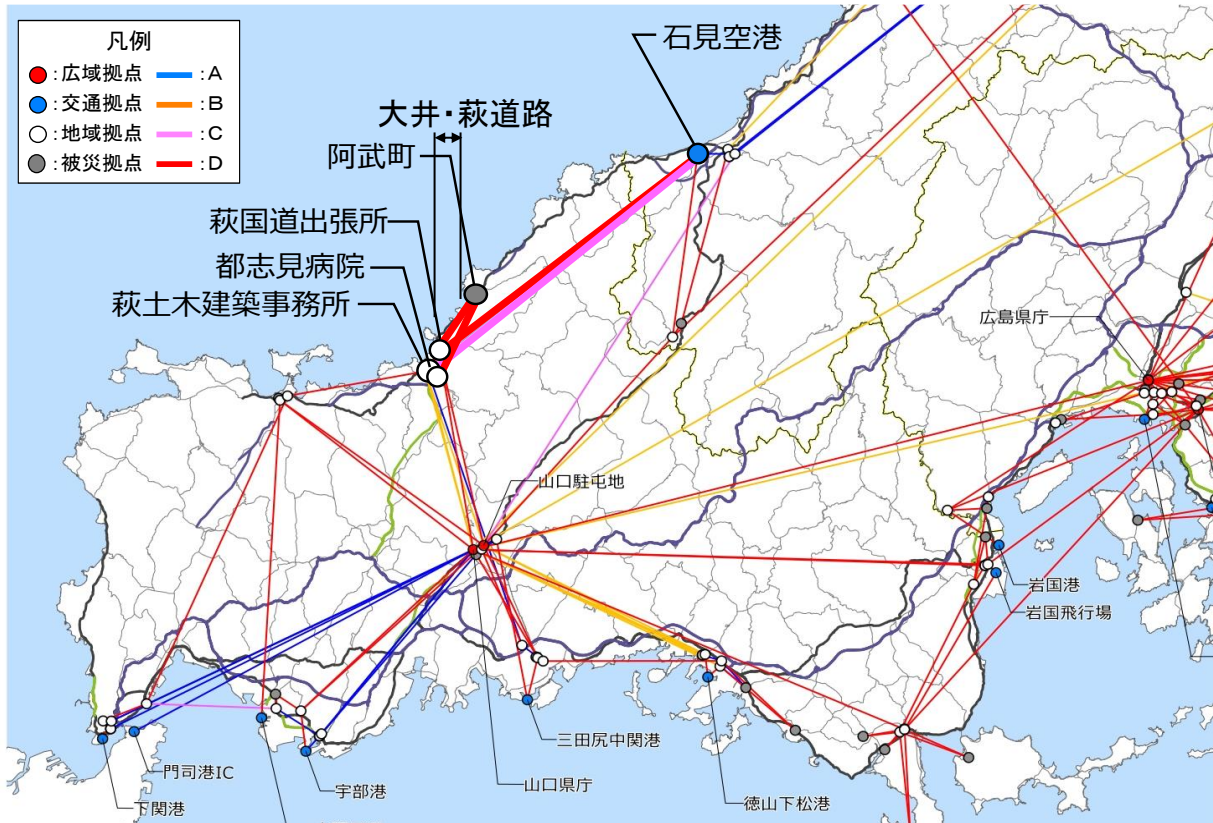 凡例
●:広域拠点 ━:A
●:交通拠点 ━:B
○:地域拠点 ━:C
●:被災拠点 ━:D
石見空港
大井・萩道路
阿武町
萩国道出張所
都志見病院
萩土木建築事務所
広島県庁
山口駐屯地
岩国港
岩国飛行場
三田尻中関港
門司港IC
宇部港
山口県庁
徳山下松港
下関港